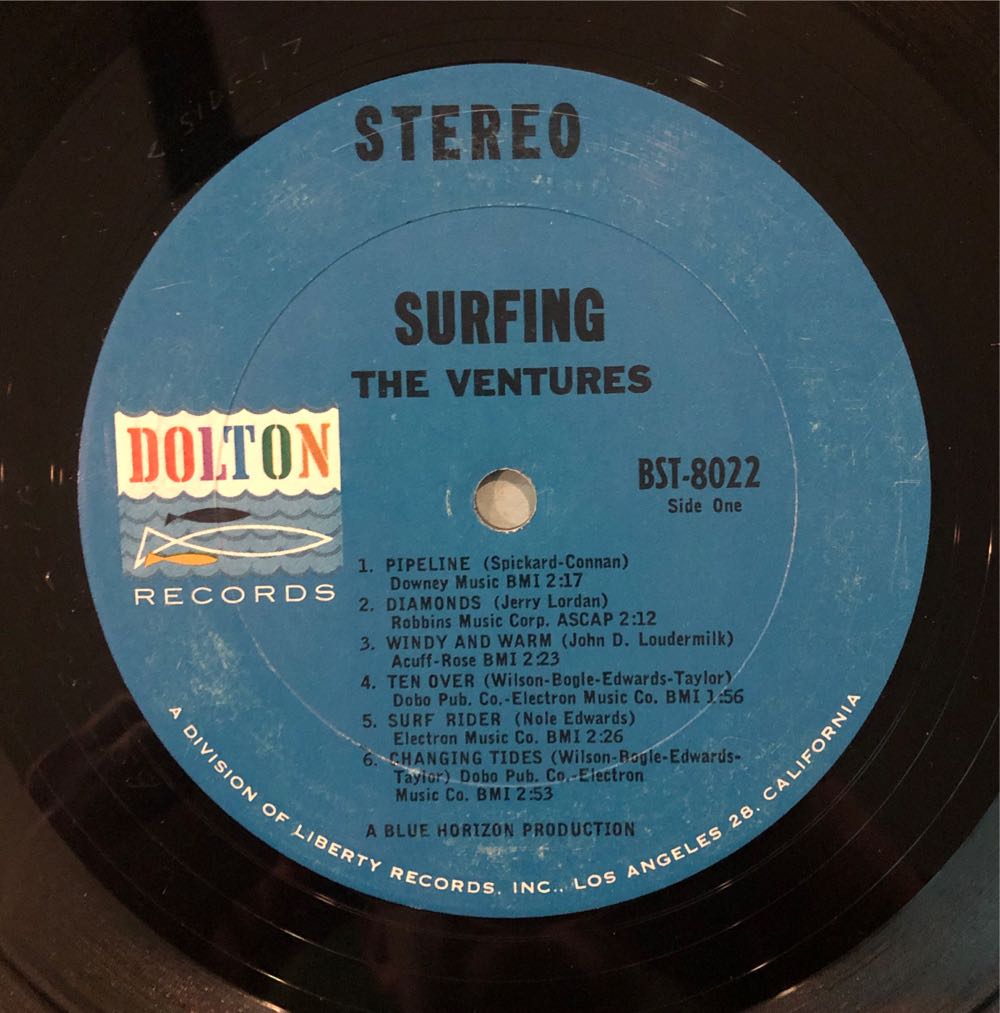 STEREO
SURFING
THE VENTURES
DOLTON
RECORDS
BST-8022
Side One
1. PIPELINE (Spickard-Connan)
Downey Music BMI 2:17
2. DIAMONDS (Jerry Lordan)
Robbins Music Corp. ASCAP 2:12
3. WINDY AND WARM (John D. Loudermilk)
Acuff-Rose BMI 2:23
4. TEN OVER (Wilson-Bogle-Edwards-Taylor)
Dobo Pub. Co.-Electron Music Co. BMI 1:56
5. SURF RIDER (Nole Edwards)
Electron Music Co. BMI 2:26
6. CHANGING TIDES (Wilson-Bogle-Edwards-
Taylor) Dobo Pub. Co.-Electron
Music Co. BMI 2:53
A BLUE HORIZON PRODUCTION
A DIVISION OF LIBERTY RECORDS, INC., LOS ANGELES 28, CALIFORNIA